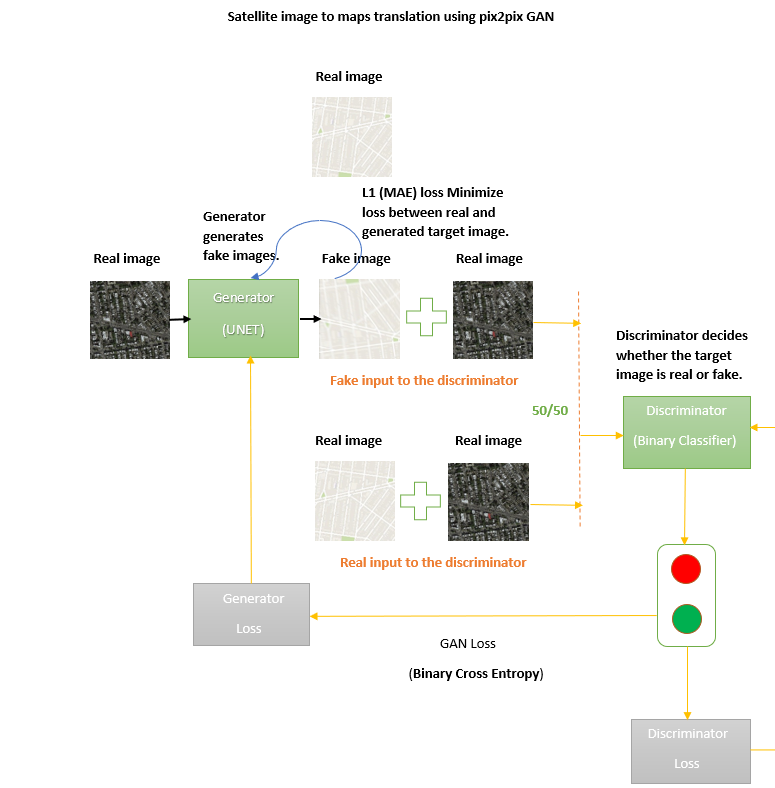 Satellite image to maps translation using pix2pix GAN
Real image
L1 (MAE) loss Minimize
loss between real and
generated target image.
Generator
generates
fake images.
Real image
Fake image
Real image
Generator
(UNET)
Fake input to the discriminator
Discriminator decides
whether the target
image is real or fake.
50/50
Discriminator
(Binary Classifier)
Real image
Real image
Real input to the discriminator
Generator
Loss
GAN Loss
(Binary Cross Entropy)
Discriminator
Loss